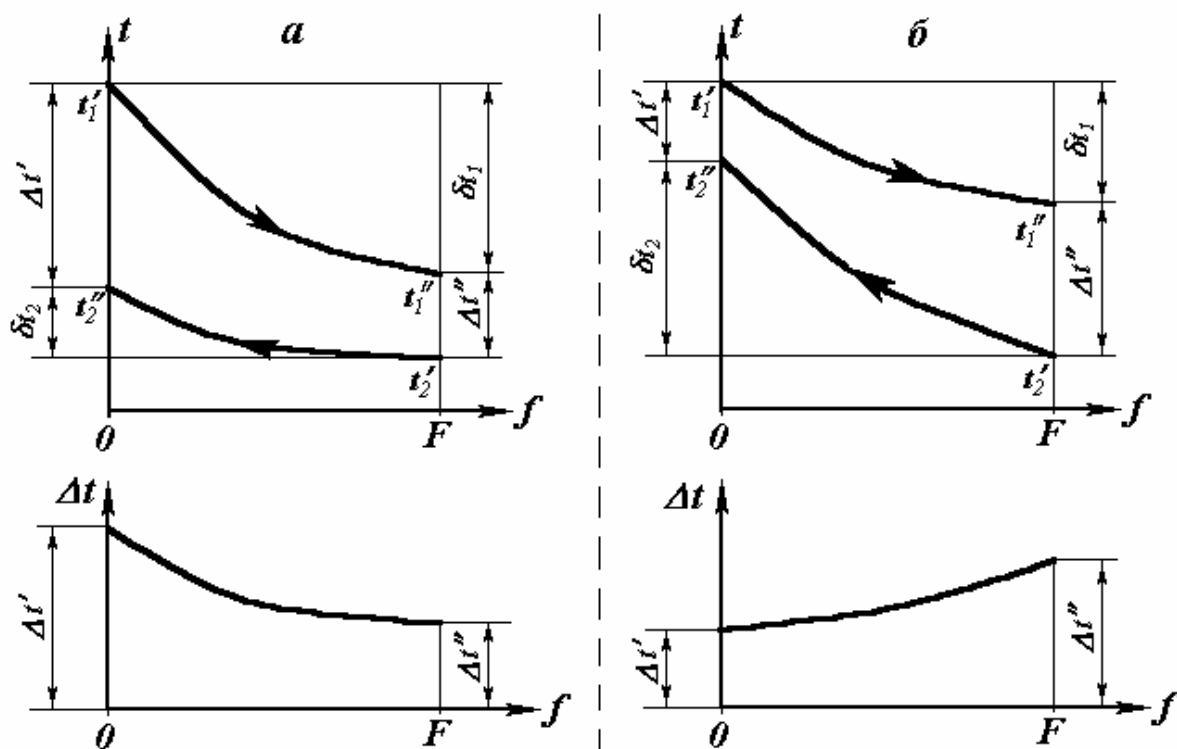 t а
t₁′
Δt′
δt₁
t₁″
t₂″
Δt″
δt₂
t₂′
0 F f
t б
t₁′
Δt′
δt₁
t₂″
t₁″
δt₂
Δt″
t₂′
0 F f
Δt
Δt′
Δt″
0 F f
Δt
Δt′
Δt″
0 F f